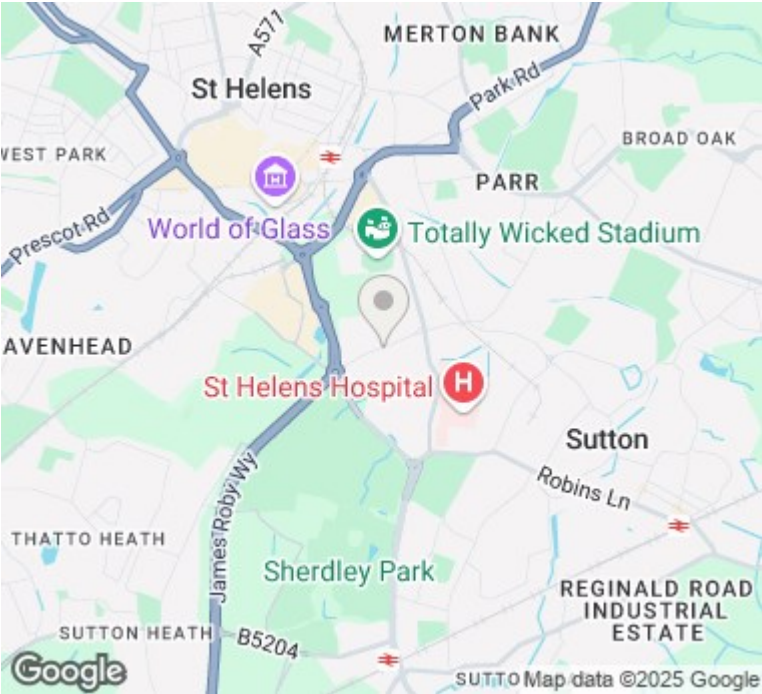 A571
MERTON BANK
St Helens
Park Rd
BROAD OAK
WEST PARK
PARR
World of Glass
Totally Wicked Stadium
Prescot Rd
AVENHEAD
St Helens Hospital
H
Sutton
James Roby Wy
Robins Ln
THATTO HEATH
Sherdley Park
REGINALD ROAD
INDUSTRIAL
ESTATE
SUTTON HEATH
B5204
Google
SUTTO
Map data ©2025 Google